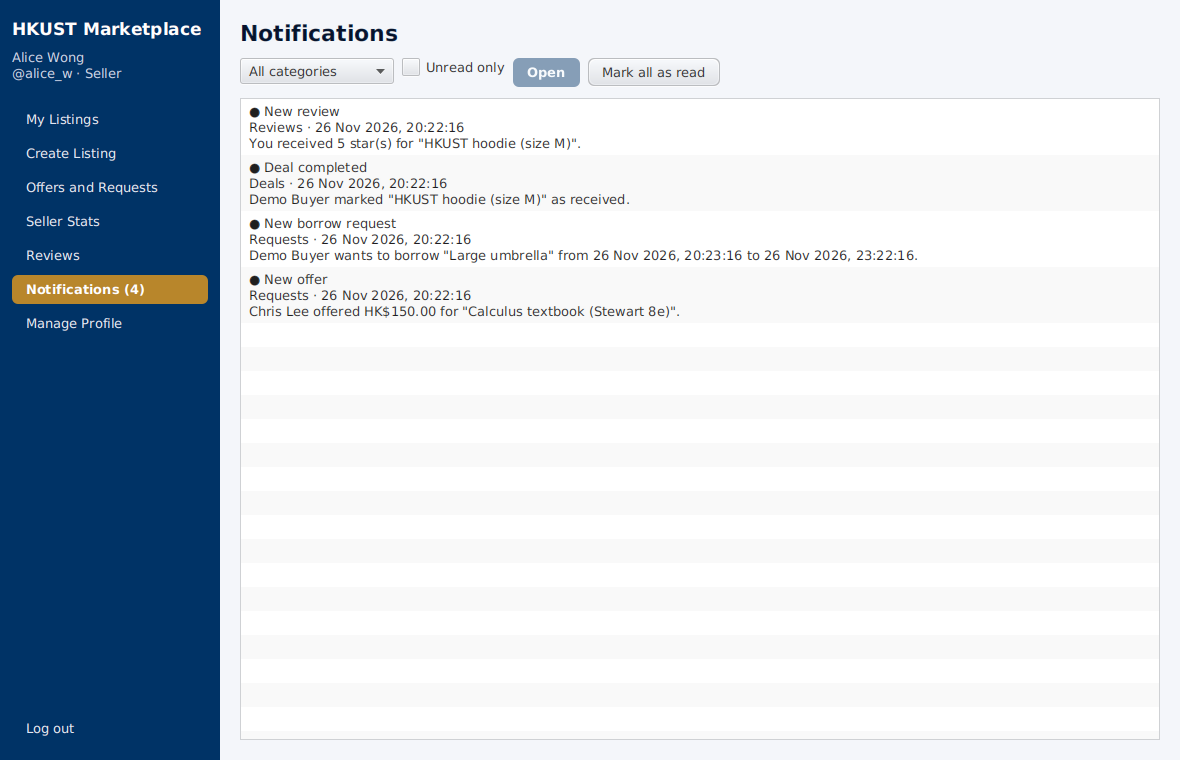 HKUST Marketplace
Alice Wong
@alice_w · Seller
My Listings
Create Listing
Offers and Requests
Seller Stats
Reviews
Notifications (4)
Manage Profile
Log out
Notifications
All categories
Unread only
Open
Mark all as read
● New review
Reviews · 26 Nov 2026, 20:22:16
You received 5 star(s) for "HKUST hoodie (size M)".
● Deal completed
Deals · 26 Nov 2026, 20:22:16
Demo Buyer marked "HKUST hoodie (size M)" as received.
● New borrow request
Requests · 26 Nov 2026, 20:22:16
Demo Buyer wants to borrow "Large umbrella" from 26 Nov 2026, 20:23:16 to 26 Nov 2026, 23:22:16.
● New offer
Requests · 26 Nov 2026, 20:22:16
Chris Lee offered HK$150.00 for "Calculus textbook (Stewart 8e)".